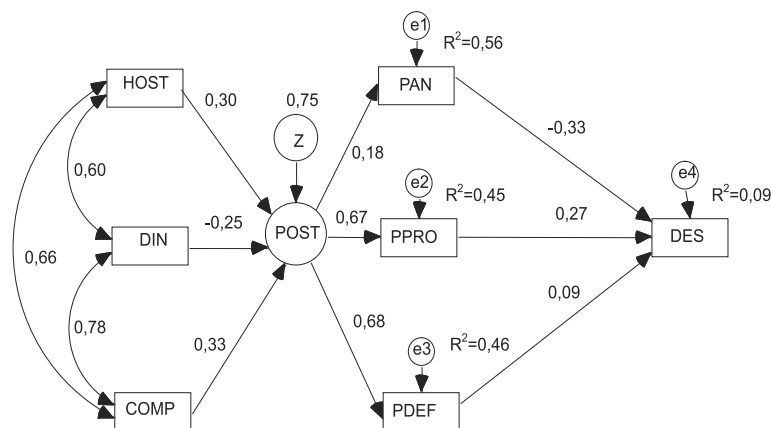 e1
R²=0,56
HOST
PAN
0,30
0,75
Z
-0,33
0,18
0,60
e2
R²=0,45
e4
R²=0,09
DIN
-0,25
POST
0,67
PPRO
0,27
DES
0,66
0,78
0,33
0,68
0,09
e3
R²=0,46
COMP
PDEF